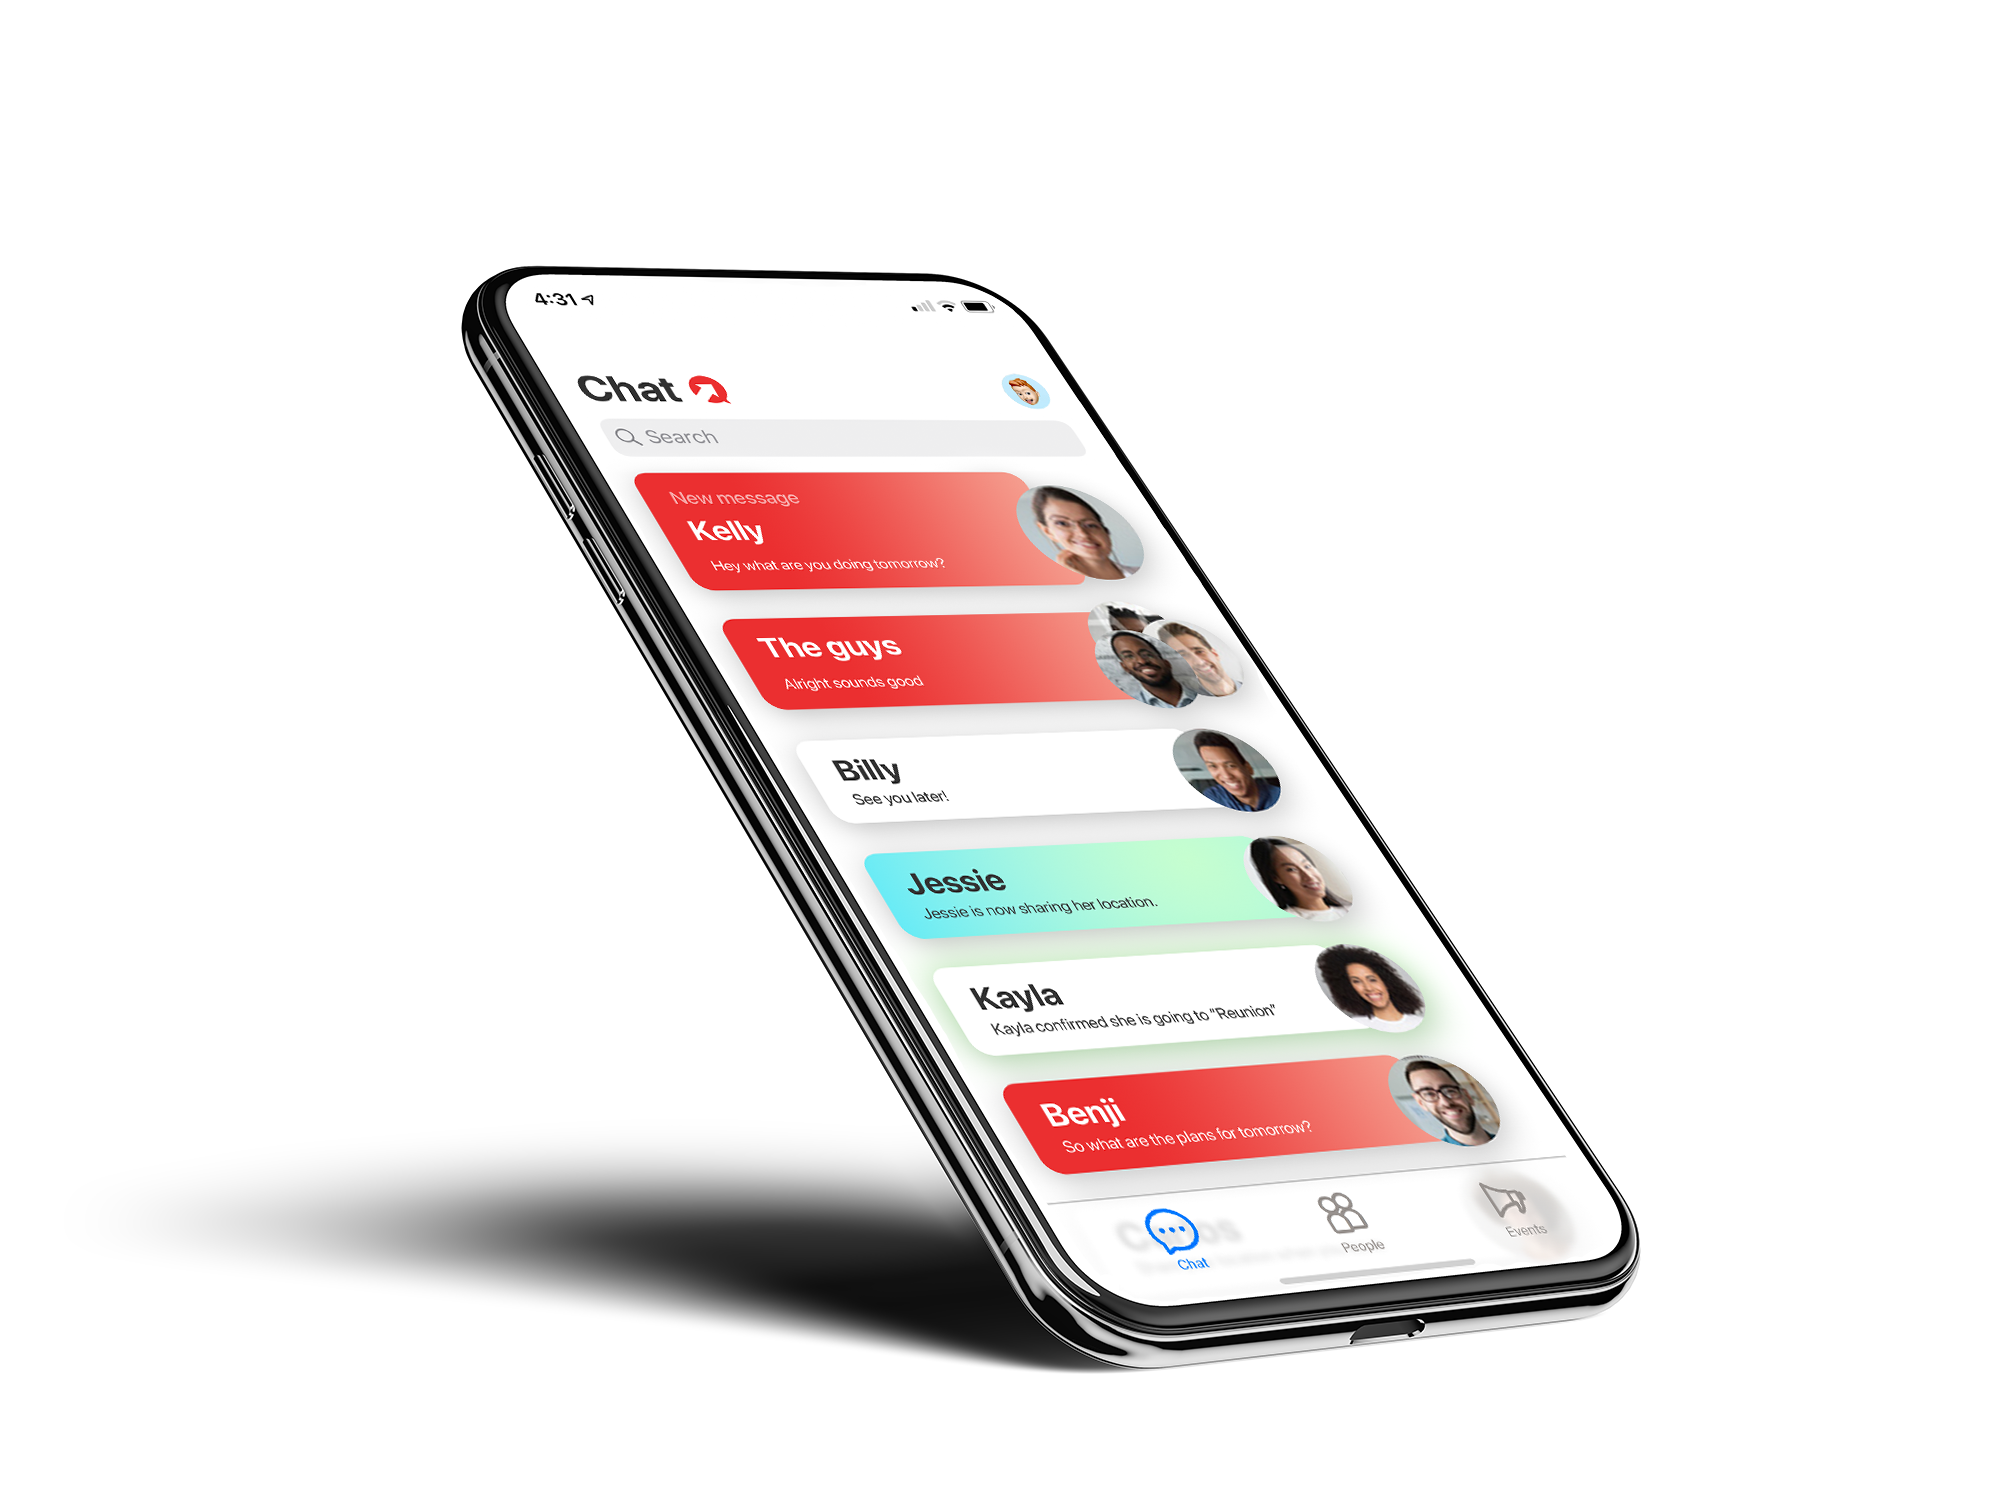 4:31
Chat
Search
New message
Kelly
Hey what are you doing tomorrow?
The guys
Alright sounds good
Billy
See you later!
Jessie
Jessie is now sharing her location.
Kayla
Kayla confirmed she is going to "Reunion"
Benji
So what are the plans for tomorrow?
Chat
People
Events